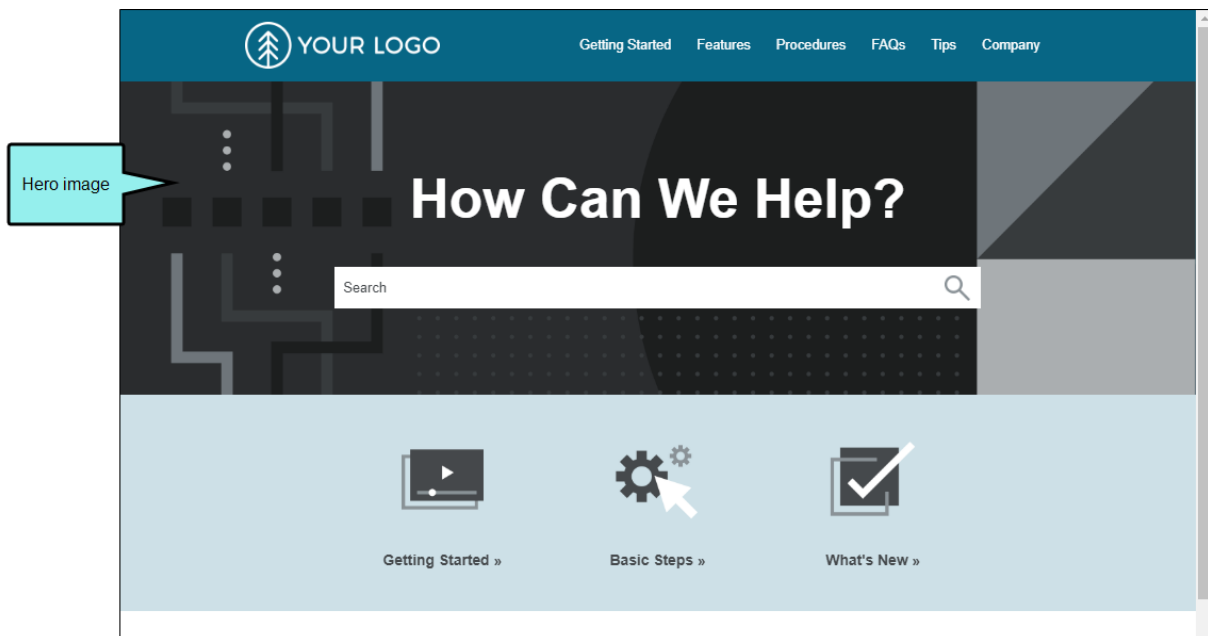 YOUR LOGO
Getting Started Features Procedures FAQs Tips Company
Hero image
How Can We Help?
Search
Getting Started »
Basic Steps »
What's New »